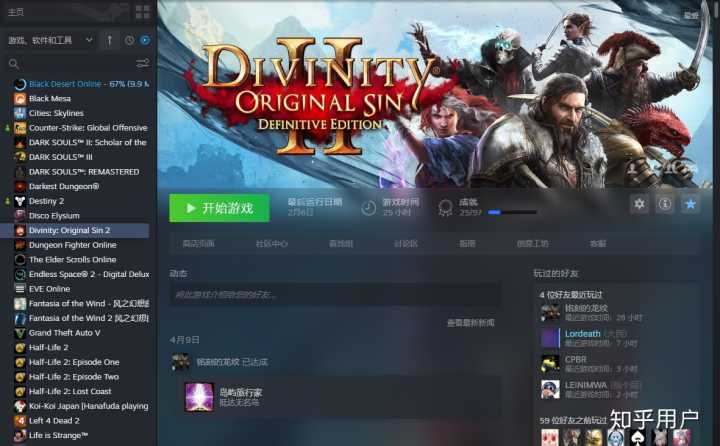 主页
游戏、软件和工具
Black Desert Online - 67% (9.9 M
Black Mesa
Cities: Skylines
Counter-Strike: Global Offensive
DARK SOULS™ II: Scholar of the
DARK SOULS™ III
DARK SOULS™: REMASTERED
Darkest Dungeon®
Destiny 2
Disco Elysium
Divinity: Original Sin 2
Dungeon Fighter Online
The Elder Scrolls Online
Endless Space® 2 - Digital Delux
EVE Online
Fantasia of the Wind - 风之幻想曲
Fantasia of the Wind 2 风之幻想曲
Grand Theft Auto V
Half-Life 2
Half-Life 2: Episode One
Half-Life 2: Episode Two
Half-Life 2: Lost Coast
Koi-Koi Japan [Hanafuda playing
Left 4 Dead 2
Life is Strange™
DIVINITY®
ORIGINAL SIN
II
DEFINITIVE EDITION
开始游戏
最后运行日期
2月6日
游戏时间
25 小时
成就
25/97
商店页面
社区中心
查找组
讨论区
指南
创意工坊
客服
动态
将此游戏介绍给您的好友...
查看最新新闻
4月9日
铭刻的龙纹 已达成
岛屿旅行家
抵达无名岛
玩过的好友
4 位好友最近玩过
铭刻的龙纹
最近游戏时间: 26 小时
Lordeath
最近游戏时间: 7 小时
CPBR
最近游戏时间: 3 小时
LEINIMWA
最近游戏时间: 2 小时
59 位好友之前玩过
知乎用户